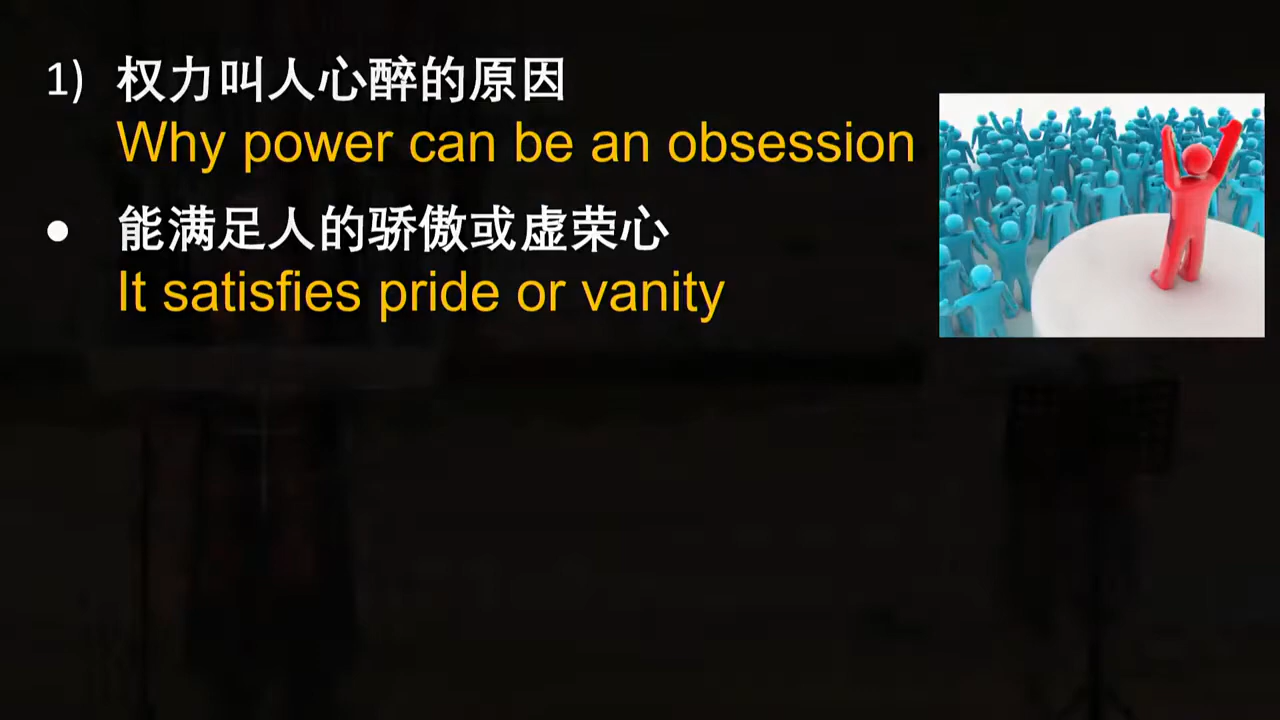 1) 权力叫人心醉的原因
Why power can be an obsession
● 能满足人的骄傲或虚荣心
It satisfies pride or vanity